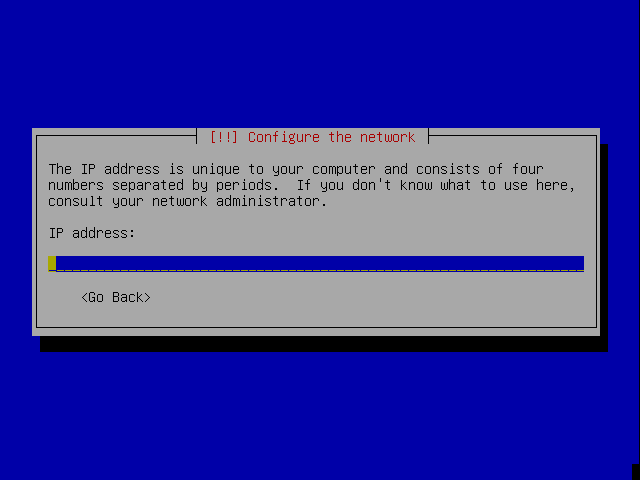 [!!] Configure the network
The IP address is unique to your computer and consists of four
numbers separated by periods.  If you don't know what to use here,
consult your network administrator.
IP address:
<Go Back>